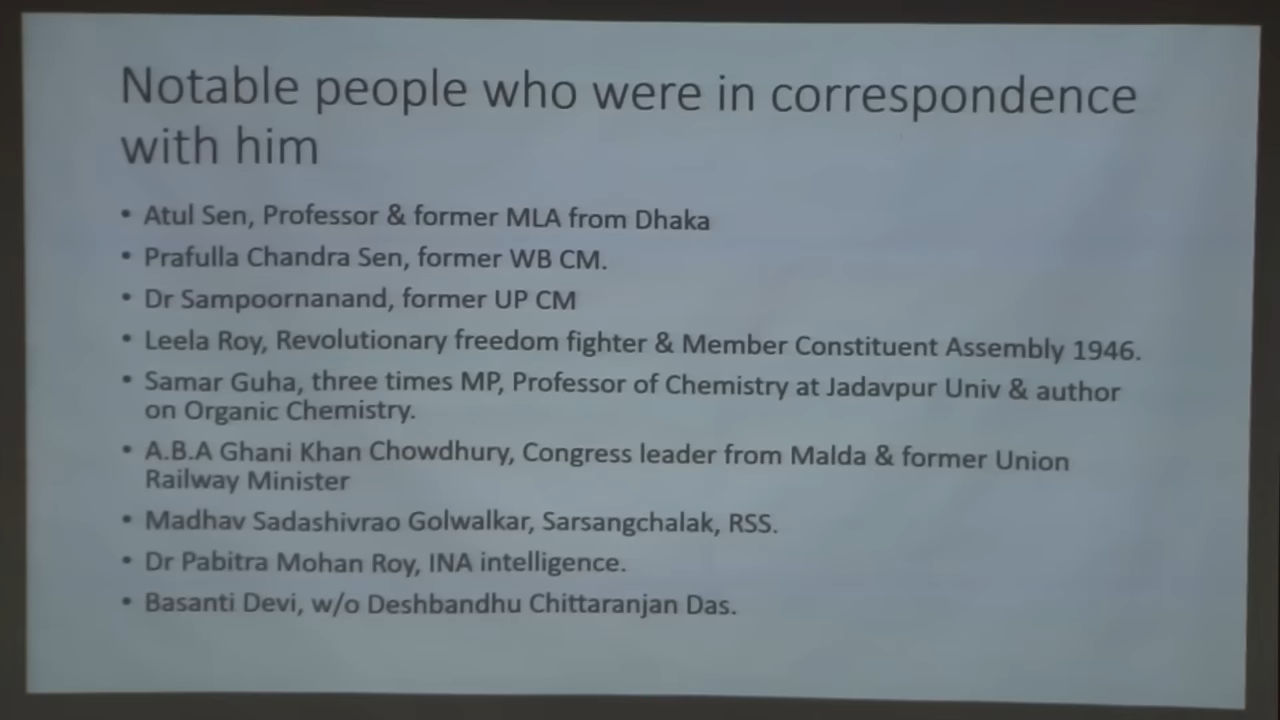 Notable people who were in correspondence
with him
• Atul Sen, Professor & former MLA from Dhaka
• Prafulla Chandra Sen, former WB CM.
• Dr Sampoornanand, former UP CM
• Leela Roy, Revolutionary freedom fighter & Member Constituent Assembly 1946.
• Samar Guha, three times MP, Professor of Chemistry at Jadavpur Univ & author
on Organic Chemistry.
• A.B.A Ghani Khan Chowdhury, Congress leader from Malda & former Union
Railway Minister
• Madhav Sadashivrao Golwalkar, Sarsangchalak, RSS.
• Dr Pabitra Mohan Roy, INA intelligence.
• Basanti Devi, w/o Deshbandhu Chittaranjan Das.